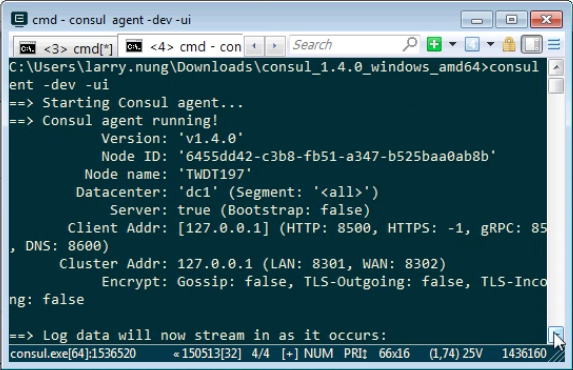 cmd - consul  agent -dev -ui
<3> cmd[*]
<4> cmd - con
Search
C:\Users\larry.nung\Downloads\consul_1.4.0_windows_amd64>consul
ent -dev -ui
==> Starting Consul agent...
==> Consul agent running!
Version: 'v1.4.0'
Node ID: '6455dd42-c3b8-fb51-a347-b525baa0ab8b'
Node name: 'TWDT197'
Datacenter: 'dc1' (Segment: '<all>')
Server: true (Bootstrap: false)
Client Addr: [127.0.0.1] (HTTP: 8500, HTTPS: -1, gRPC: 85
, DNS: 8600)
Cluster Addr: 127.0.0.1 (LAN: 8301, WAN: 8302)
Encrypt: Gossip: false, TLS-Outgoing: false, TLS-Inco
ng: false
==> Log data will now stream in as it occurs:
consul.exe[64]:1536520 «150513[32] 4/4 [+] NUM PRI↕ 66x16 (1,74) 25V 1436160